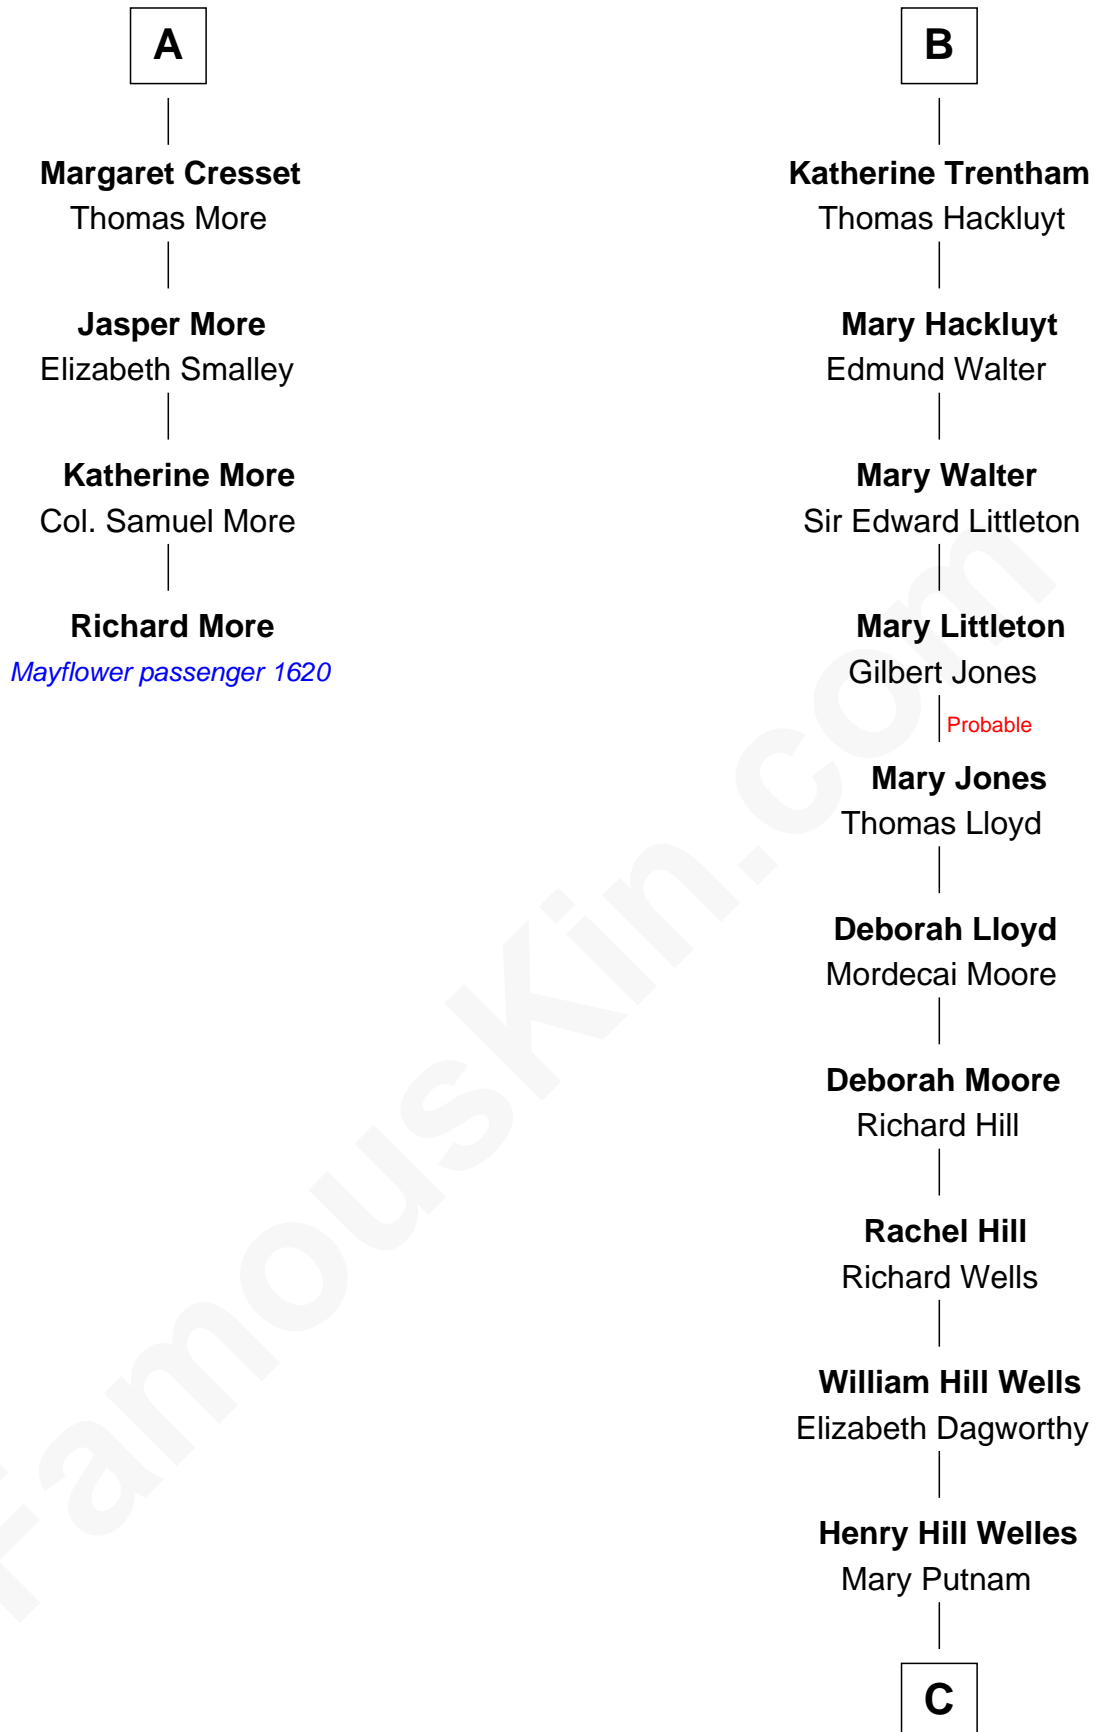 A
Margaret Cresset
Thomas More
Jasper More
Elizabeth Smalley
Katherine More
Col. Samuel More
Richard More
Mayflower passenger 1620
B
Katherine Trentham
Thomas Hackluyt
Mary Hackluyt
Edmund Walter
Mary Walter
Sir Edward Littleton
Mary Littleton
Gilbert Jones
Probable
Mary Jones
Thomas Lloyd
Deborah Lloyd
Mordecai Moore
Deborah Moore
Richard Hill
Rachel Hill
Richard Wells
William Hill Wells
Elizabeth Dagworthy
Henry Hill Welles
Mary Putnam
C
FamousKin.com